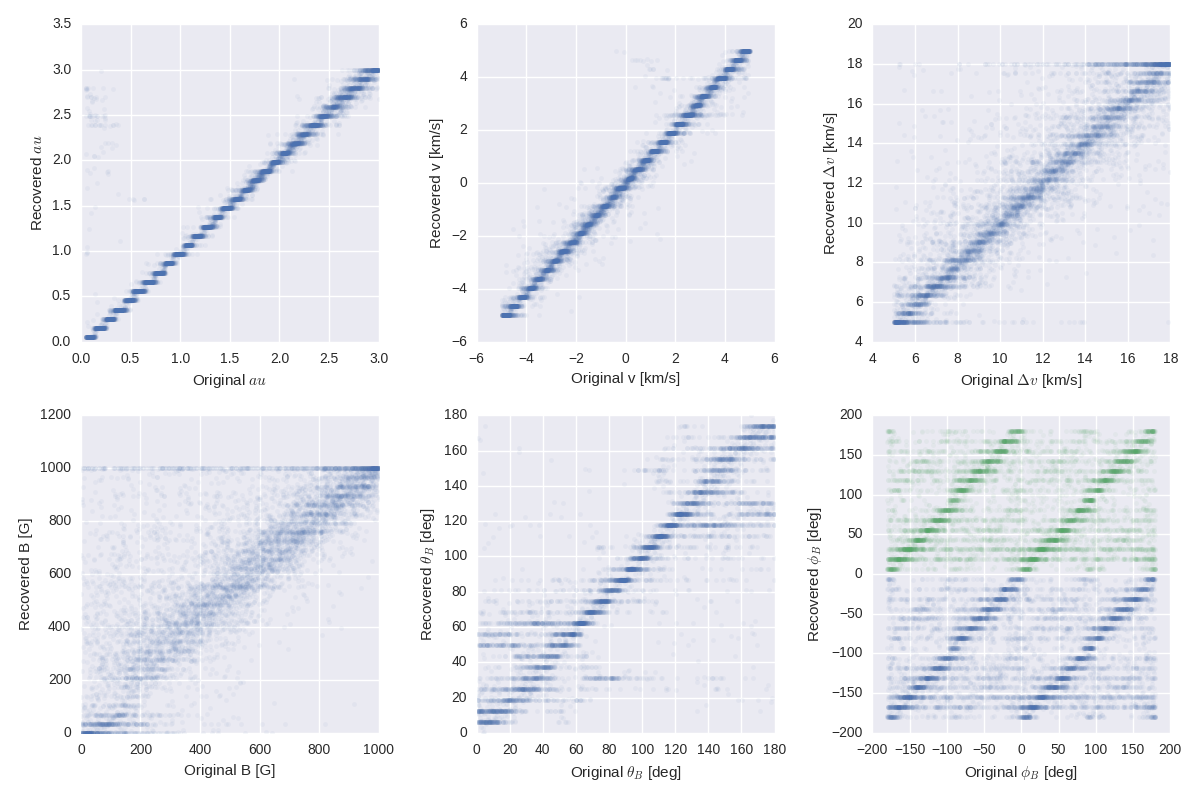 Recovered au
3.5
3.0
2.5
2.0
1.5
1.0
0.5
0.0
0.0 0.5 1.0 1.5 2.0 2.5 3.0
Original au
Recovered v [km/s]
6
4
2
0
−2
−4
−6
−6 −4 −2 0 2 4 6
Original v [km/s]
Recovered Δv [km/s]
20
18
16
14
12
10
8
6
4
4 6 8 10 12 14 16 18
Original Δv [km/s]
Recovered B [G]
1200
1000
800
600
400
200
0
0 200 400 600 800 1000
Original B [G]
Recovered θB [deg]
180
160
140
120
100
80
60
40
20
0
0 20 40 60 80 100 120 140 160 180
Original θB [deg]
Recovered ϕB [deg]
200
150
100
50
0
−50
−100
−150
−200
−200 −150 −100 −50 0 50 100 150 200
Original ϕB [deg]